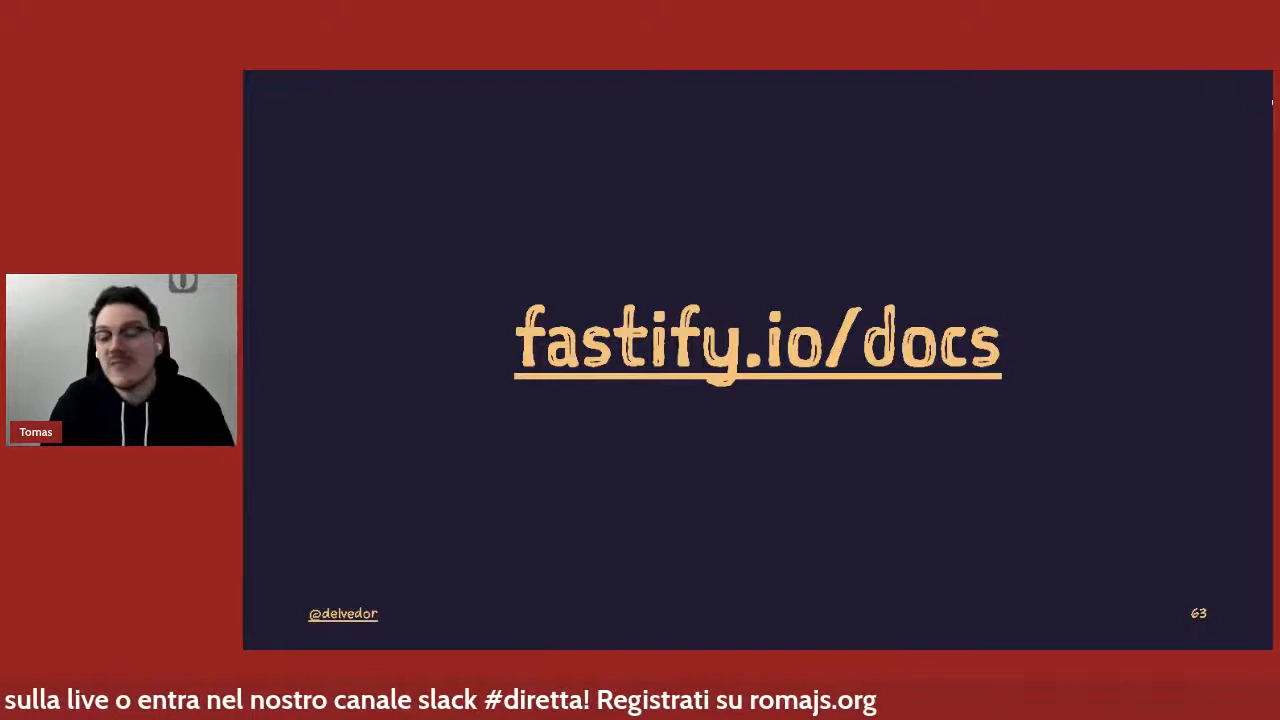 fastify.io/docs
Tomas
@delvedor
63
sulla live o entra nel nostro canale slack #diretta! Registrati su romajs.org